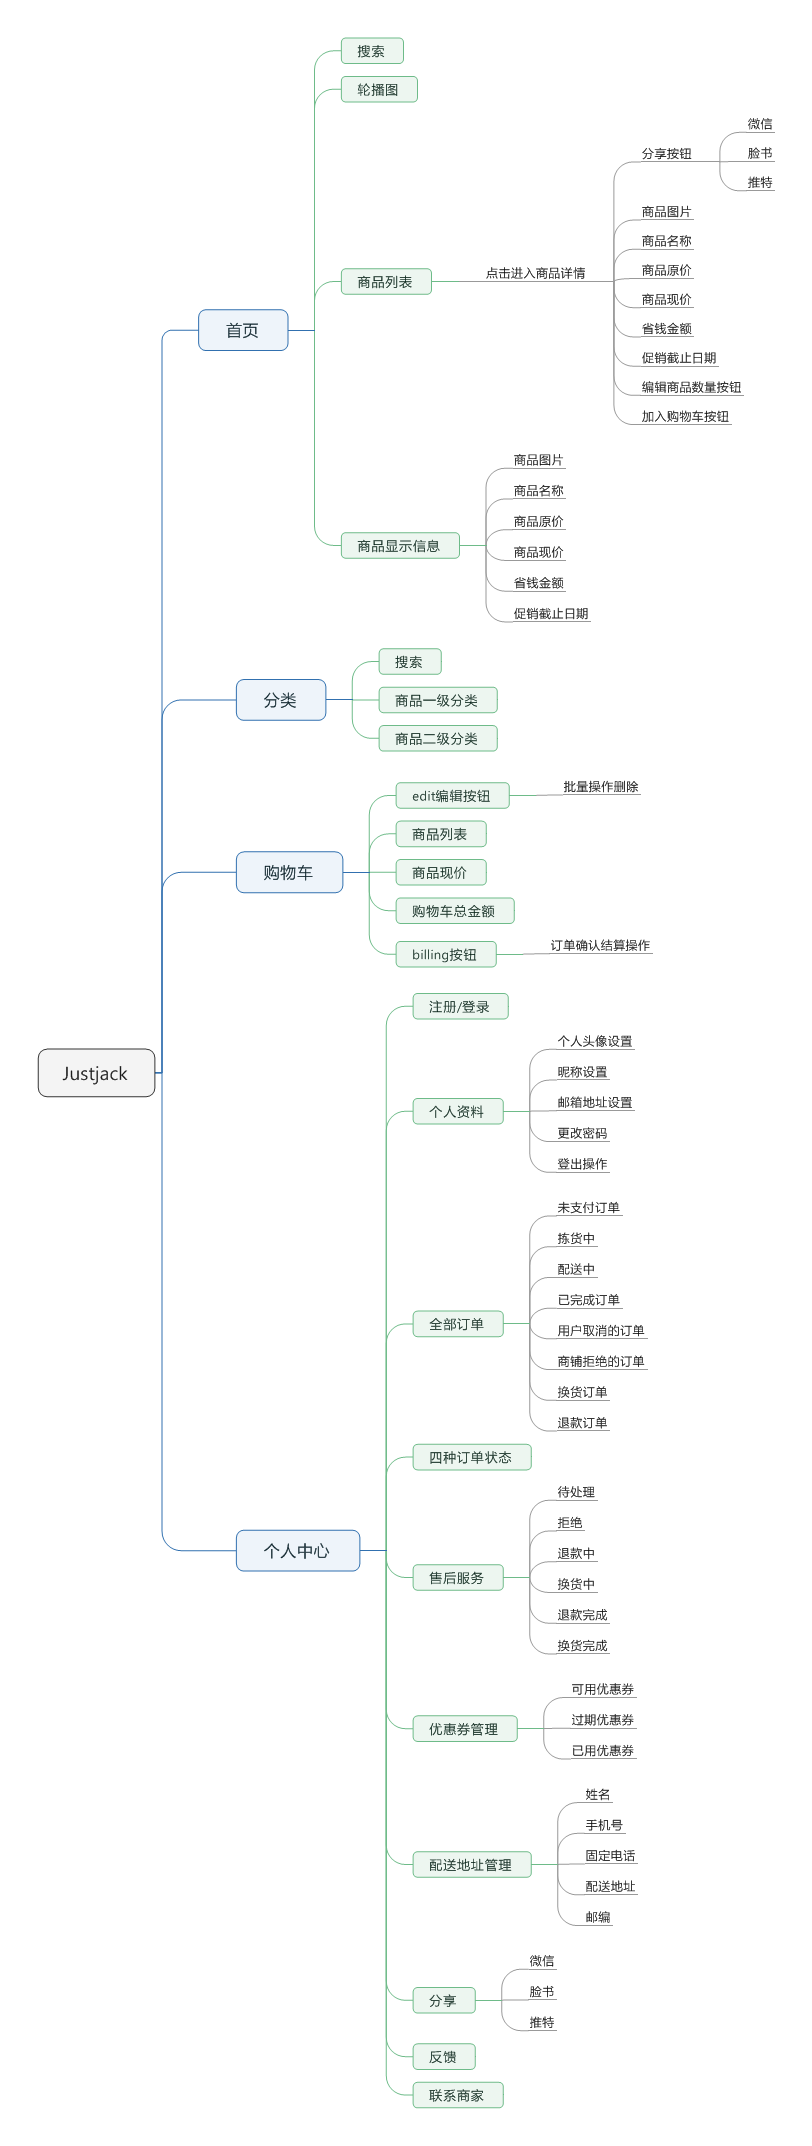 Justjack
首页
搜索
轮播图
商品列表
点击进入商品详情
分享按钮
微信
脸书
推特
商品图片
商品名称
商品原价
商品现价
省钱金额
促销截止日期
编辑商品数量按钮
加入购物车按钮
商品显示信息
商品图片
商品名称
商品原价
商品现价
省钱金额
促销截止日期
分类
搜索
商品一级分类
商品二级分类
购物车
edit编辑按钮
批量操作删除
商品列表
商品现价
购物车总金额
billing按钮
订单确认结算操作
个人中心
注册/登录
个人资料
个人头像设置
昵称设置
邮箱地址设置
更改密码
登出操作
全部订单
未支付订单
拣货中
配送中
已完成订单
用户取消的订单
商铺拒绝的订单
换货订单
退款订单
四种订单状态
售后服务
待处理
拒绝
退款中
换货中
退款完成
换货完成
优惠券管理
可用优惠券
过期优惠券
已用优惠券
配送地址管理
姓名
手机号
固定电话
配送地址
邮编
分享
微信
脸书
推特
反馈
联系商家